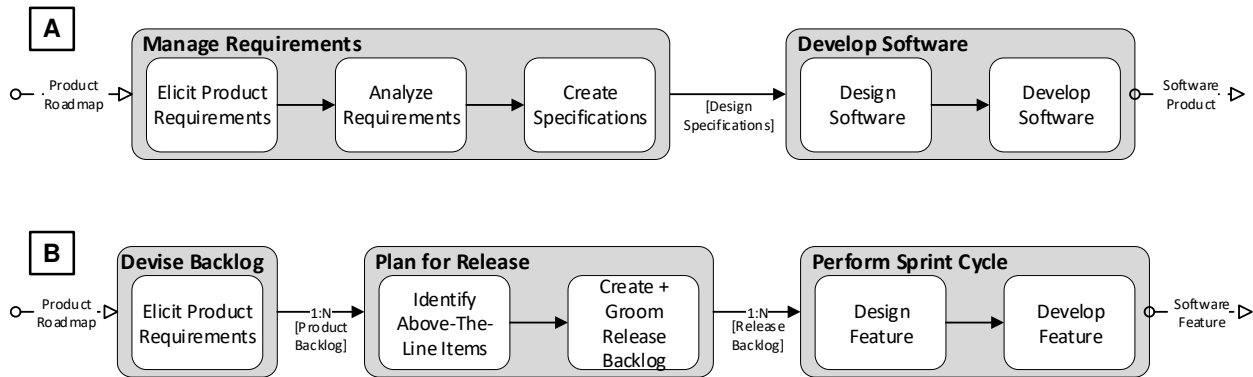 A
Manage Requirements
Develop Software
Product
Roadmap
Elicit Product
Requirements
Analyze
Requirements
Create
Specifications
[Design
Specifications]
Design
Software
Develop
Software
Software
Product
B
Devise Backlog
Plan for Release
Perform Sprint Cycle
Product
Roadmap
Elicit Product
Requirements
1:N
[Product
Backlog]
Identify
Above-The-
Line Items
Create +
Groom
Release
Backlog
1:N
[Release
Backlog]
Design
Feature
Develop
Feature
Software
Feature